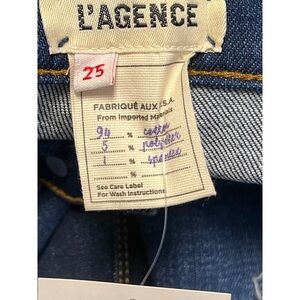 L'AGENCE
25
FABRIQUÉ AUX U.S.A.
From Imported Materials
94 % cotton
5 % polyester
1 % spandex
See Care Label
For Wash Instructions